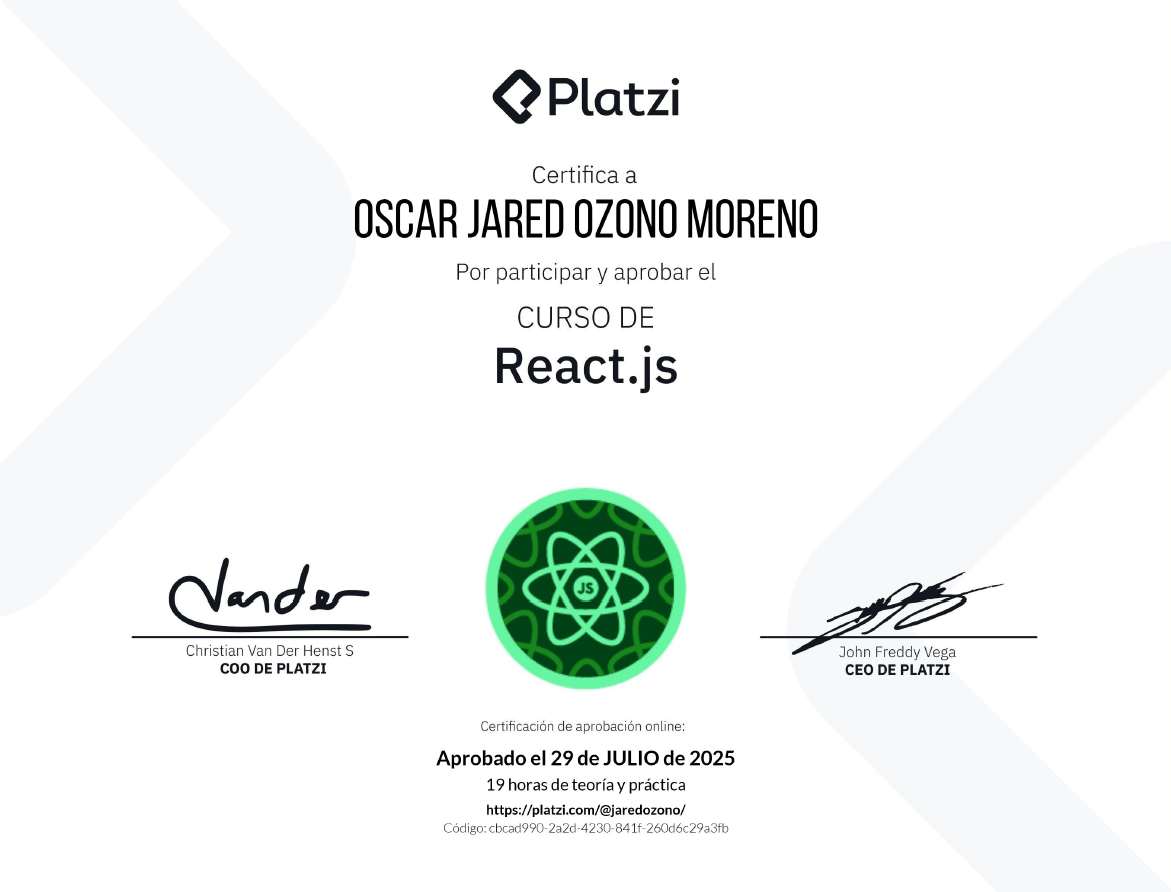 Platzi
Certifica a
OSCAR JARED OZONO MORENO
Por participar y aprobar el
CURSO DE
React.js
JS
Vander
Christian Van Der Henst S
COO DE PLATZI
John Freddy Vega
CEO DE PLATZI
Certificación de aprobación online:
Aprobado el 29 de JULIO de 2025
19 horas de teoría y práctica
https://platzi.com/@jaredozono/
Código: cbcad990-2a2d-4230-841f-260d6c29a3fb